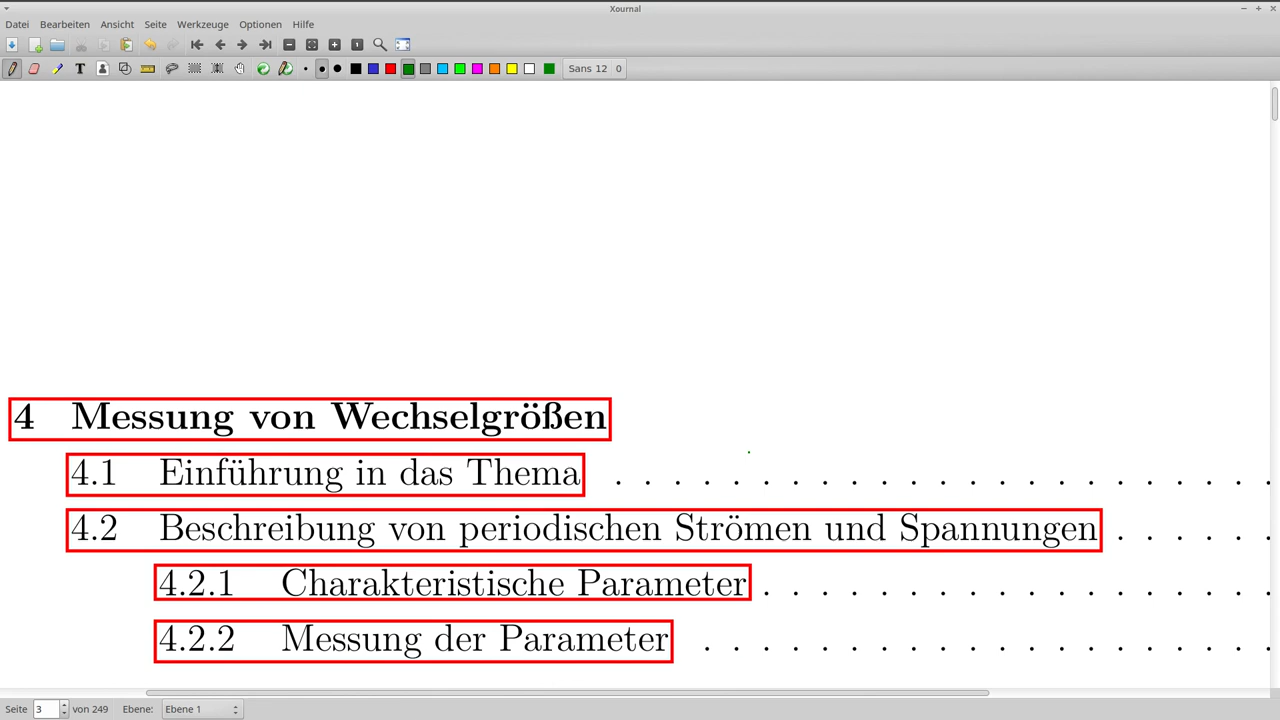 Xournal
Datei Bearbeiten Ansicht Seite Werkzeuge Optionen Hilfe
Sans 12 0
4 Messung von Wechselgrößen
4.1 Einführung in das Thema . . . . . . . . . . . . . . . . . . . . . . .
4.2 Beschreibung von periodischen Strömen und Spannungen . . . . . .
4.2.1 Charakteristische Parameter . . . . . . . . . . . . . . . . . .
4.2.2 Messung der Parameter . . . . . . . . . . . . . . . . . . . .
Seite 3 von 249 Ebene: Ebene 1